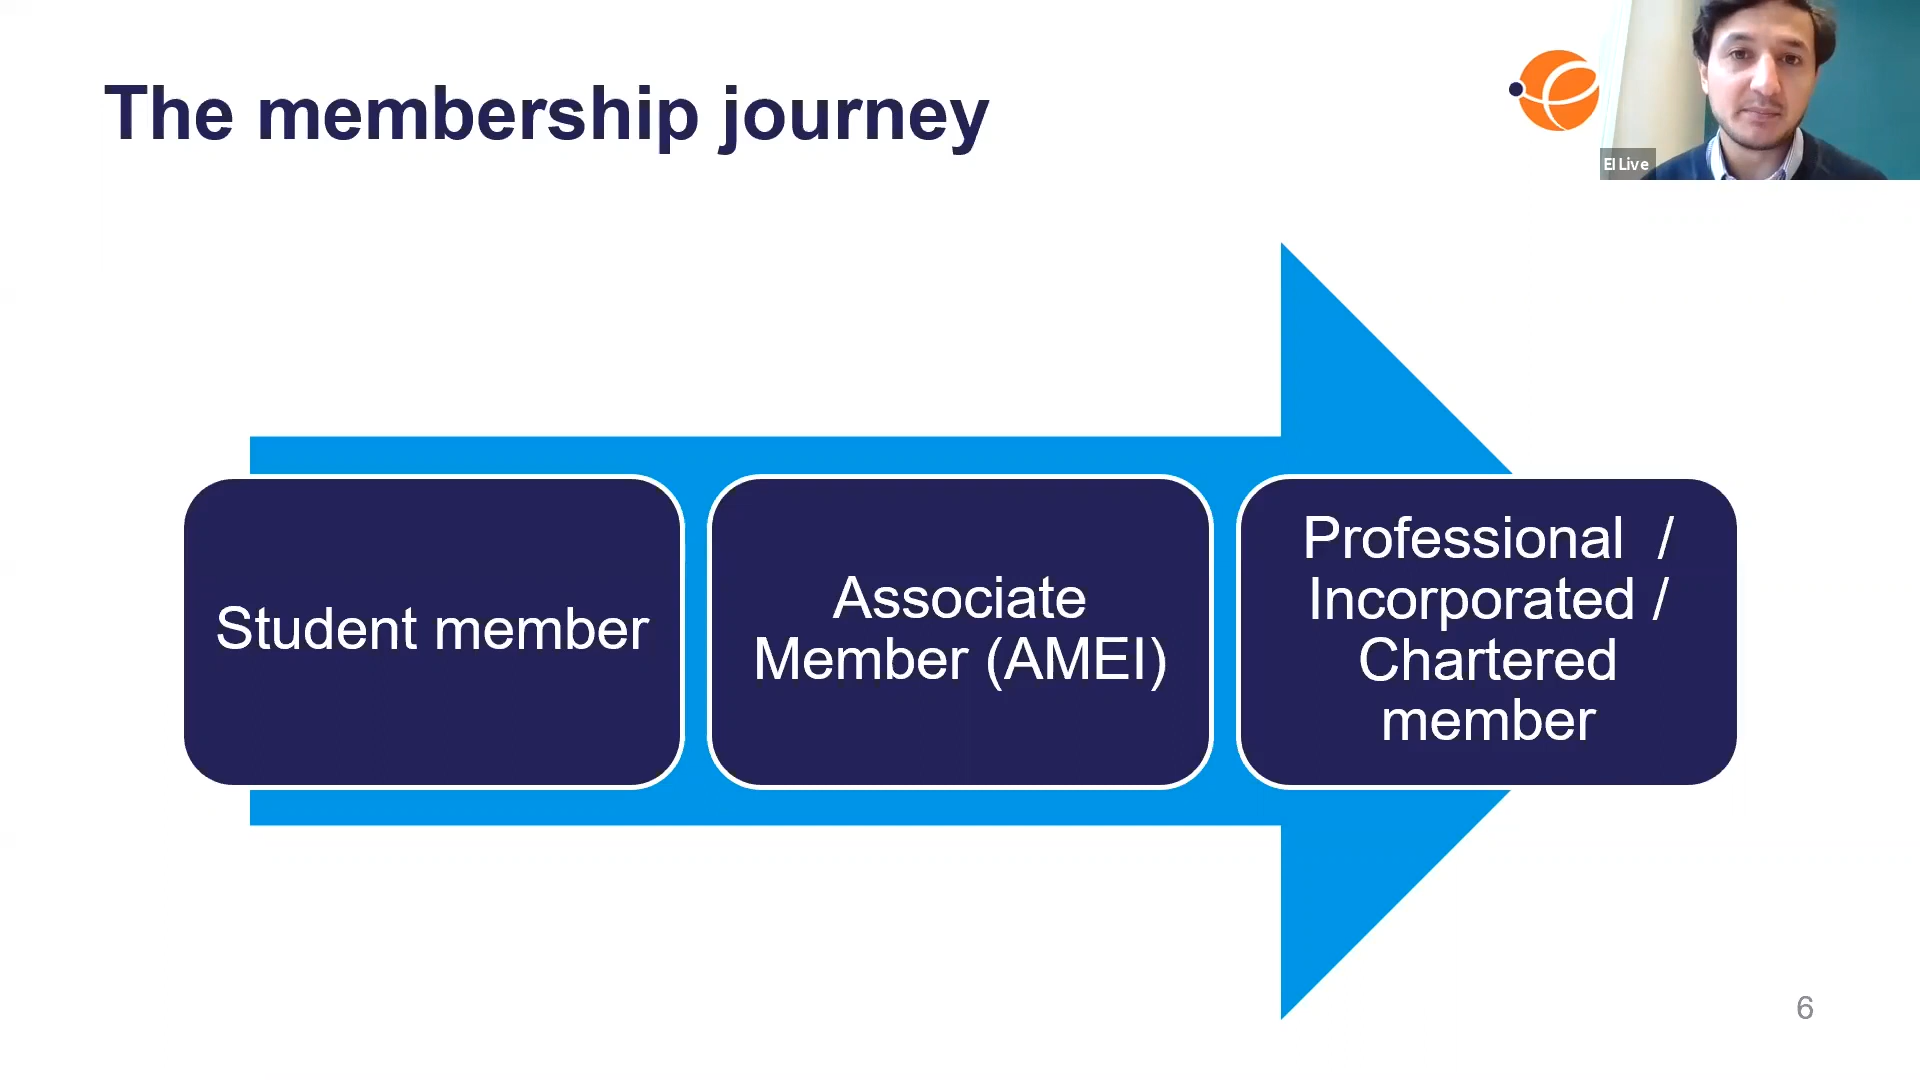 The membership journey
EI Live
Student member
Associate
Member (AMEI)
Professional /
Incorporated /
Chartered
member
6